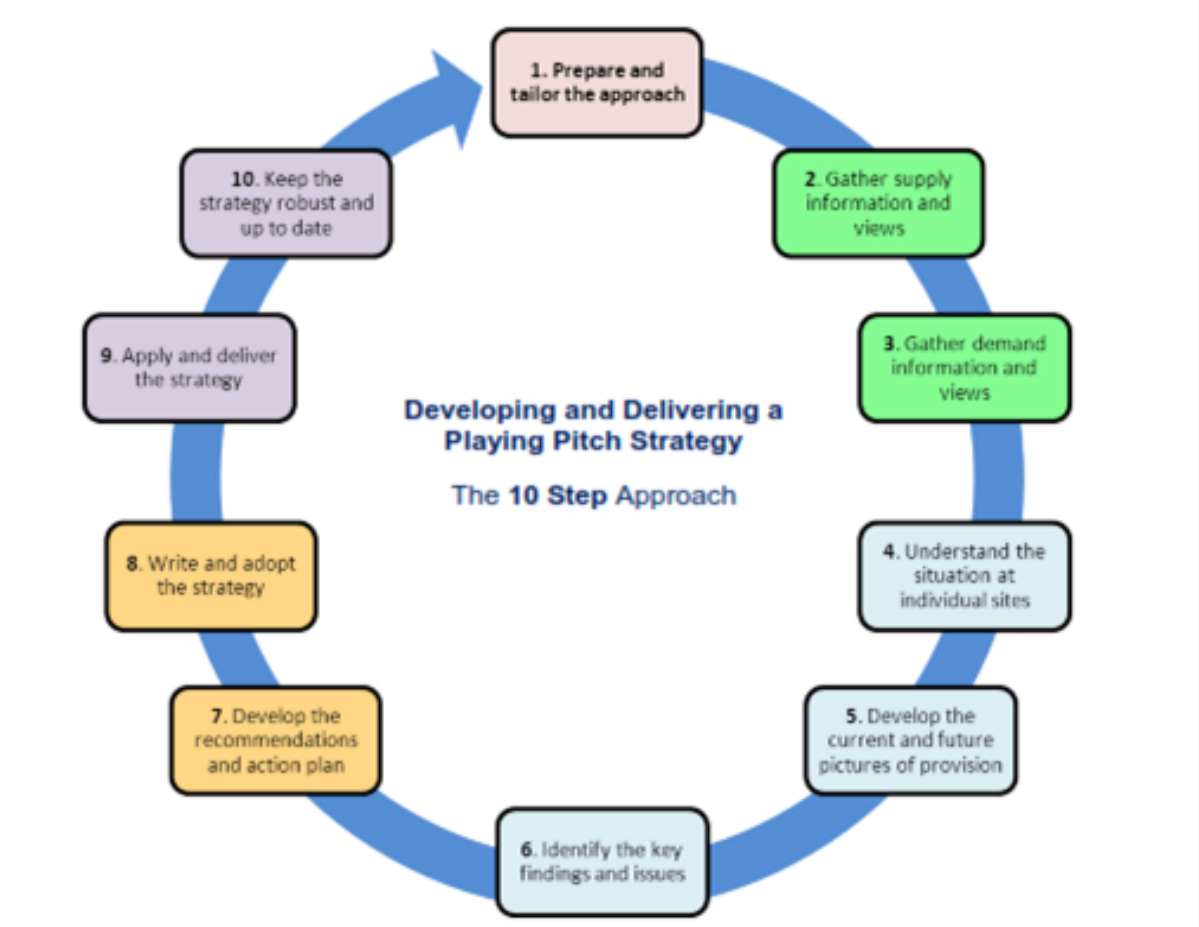 1. Prepare and
tailor the approach
2. Gather supply
information and
views
3. Gather demand
information and
views
4. Understand the
situation at
individual sites
5. Develop the
current and future
pictures of provision
6. Identify the key
findings and issues
7. Develop the
recommendations
and action plan
8. Write and adopt
the strategy
9. Apply and deliver
the strategy
10. Keep the
strategy robust and
up to date
Developing and Delivering a
Playing Pitch Strategy
The 10 Step Approach